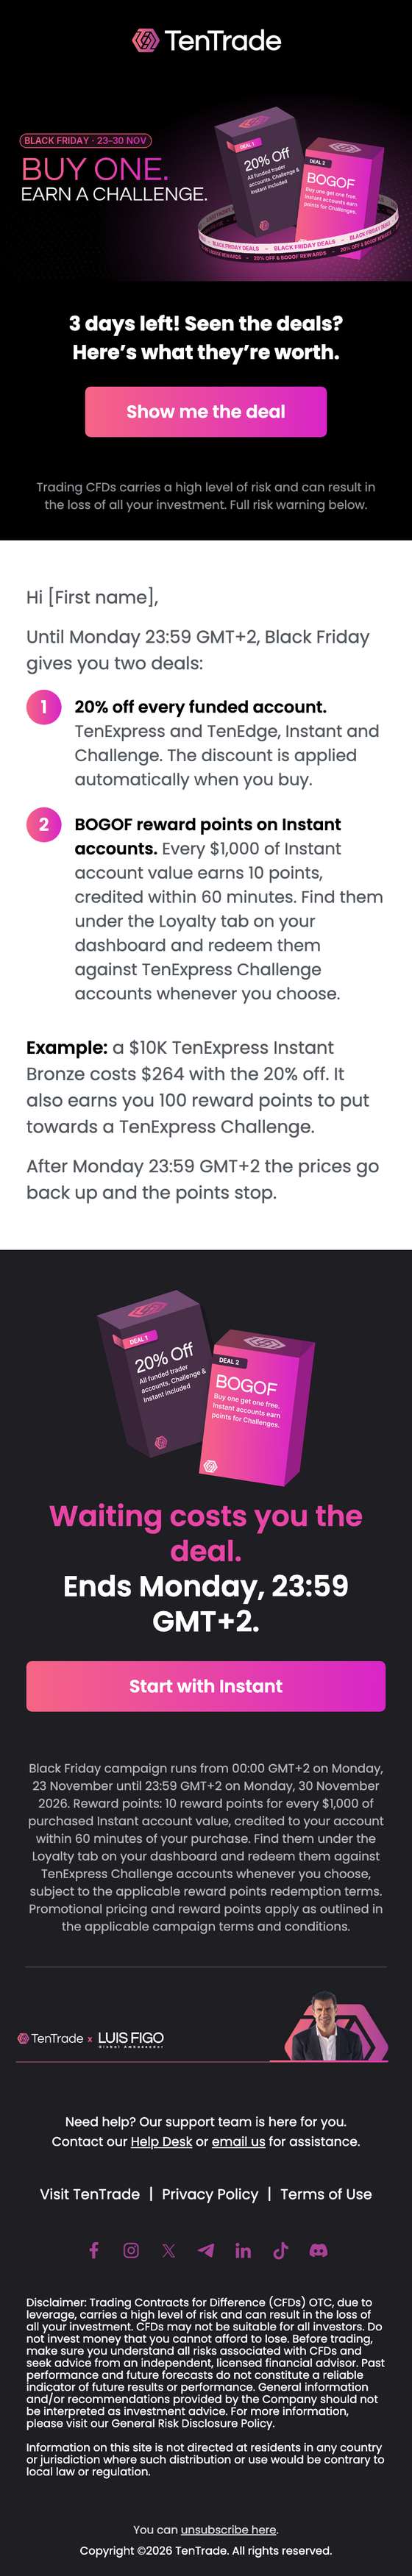 TenTrade
BLACK FRIDAY · 23-30 NOV
BUY ONE.
EARN A CHALLENGE.
DEAL 1
20% Off
All funded trader
accounts. Challenge &
Instant included
DEAL 2
BOGOF
Buy one get one free.
Instant accounts earn
points for Challenges.
BLACK FRIDAY DEALS – BLACK FRIDAY DEALS
20% OFF & BOGOF REWARDS
3 days left! Seen the deals?
Here’s what they’re worth.
Show me the deal
Trading CFDs carries a high level of risk and can result in
the loss of all your investment. Full risk warning below.
Hi [First name],
Until Monday 23:59 GMT+2, Black Friday
gives you two deals:
1
20% off every funded account.
TenExpress and TenEdge, Instant and
Challenge. The discount is applied
automatically when you buy.
2
BOGOF reward points on Instant
accounts. Every $1,000 of Instant
account value earns 10 points,
credited within 60 minutes. Find them
under the Loyalty tab on your
dashboard and redeem them
against TenExpress Challenge
accounts whenever you choose.
Example: a $10K TenExpress Instant
Bronze costs $264 with the 20% off. It
also earns you 100 reward points to put
towards a TenExpress Challenge.
After Monday 23:59 GMT+2 the prices go
back up and the points stop.
DEAL 1
20% Off
All funded trader
accounts. Challenge &
Instant included
DEAL 2
BOGOF
Buy one get one free.
Instant accounts earn
points for Challenges.
Waiting costs you the
deal.
Ends Monday, 23:59
GMT+2.
Start with Instant
Black Friday campaign runs from 00:00 GMT+2 on Monday,
23 November until 23:59 GMT+2 on Monday, 30 November
2026. Reward points: 10 reward points for every $1,000 of
purchased Instant account value, credited to your account
within 60 minutes of your purchase. Find them under the
Loyalty tab on your dashboard and redeem them against
TenExpress Challenge accounts whenever you choose,
subject to the applicable reward points redemption terms.
Promotional pricing and reward points apply as outlined in
the applicable campaign terms and conditions.
TenTrade x LUIS FIGO
Global Ambassador
Need help? Our support team is here for you.
Contact our Help Desk or email us for assistance.
Visit TenTrade | Privacy Policy | Terms of Use
Disclaimer: Trading Contracts for Difference (CFDs) OTC, due to
leverage, carries a high level of risk and can result in the loss of
all your investment. CFDs may not be suitable for all investors. Do
not invest money that you cannot afford to lose. Before trading,
make sure you understand all risks associated with CFDs and
seek advice from an independent, licensed financial advisor. Past
performance and future forecasts do not constitute a reliable
indicator of future results or performance. General information
and/or recommendations provided by the Company should not
be interpreted as investment advice. For more information,
please visit our General Risk Disclosure Policy.
Information on this site is not directed at residents in any country
or jurisdiction where such distribution or use would be contrary to
local law or regulation.
You can unsubscribe here.
Copyright ©2026 TenTrade. All rights reserved.